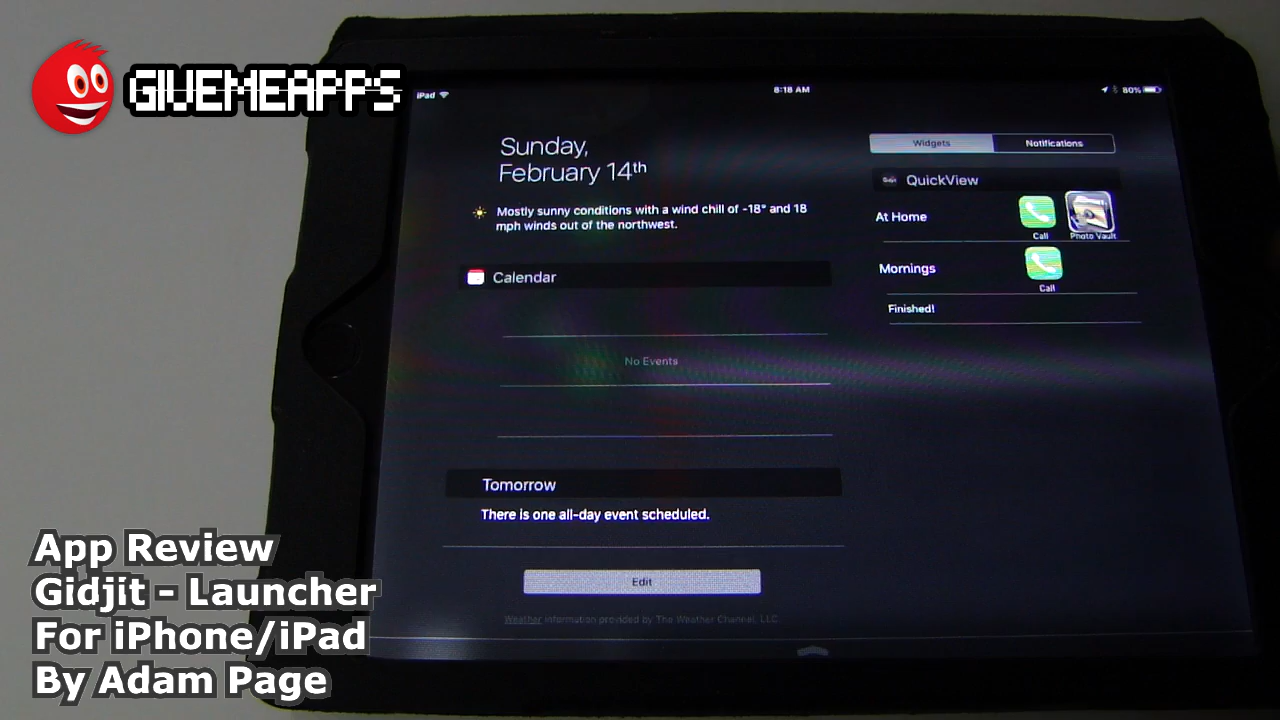 GIVEMEAPPS
iPad
8:18 AM
80%
Sunday,
February 14th
Mostly sunny conditions with a wind chill of -18° and 18
mph winds out of the northwest.
Calendar
No Events
Tomorrow
There is one all-day event scheduled.
Edit
Weather information provided by The Weather Channel, LLC
Widgets
Notifications
QuickView
At Home
Call
Photo Vault
Mornings
Call
Finished!
App Review
Gidjit - Launcher
For iPhone/iPad
By Adam Page